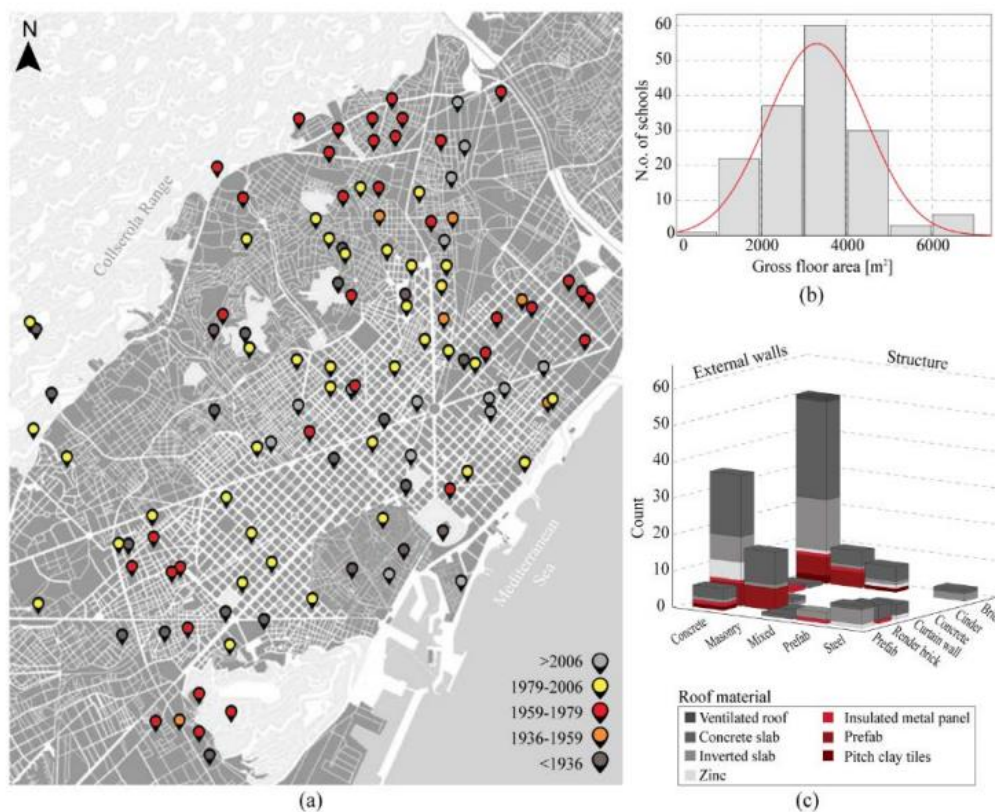 N
Collserola Range
Mediterranean
Sea
>2006
1979-2006
1959-1979
1936-1959
<1936
(a)
60
50
40
30
20
10
0
N.o. of schools
0
2000
4000
6000
Gross floor area [m²]
(b)
External walls
Structure
60
50
40
30
20
10
0
Count
Concrete
Masonry
Mixed
Prefab
Steel
Prefab
Render brick
Curtain wall
Concrete
Cinder
Roof material
Ventilated roof
Concrete slab
Inverted slab
Zinc
Insulated metal panel
Prefab
Pitch clay tiles
(c)